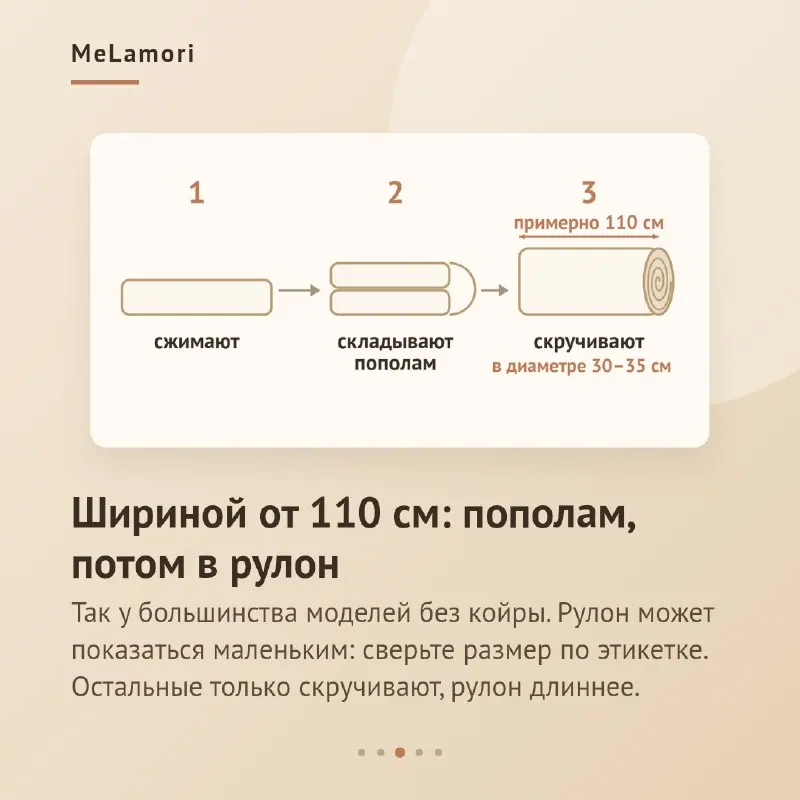 MeLamori
1
2
3
примерно 110 см
сжимают
складывают
пополам
скручивают
в диаметре 30–35 см
Шириной от 110 см: пополам,
потом в рулон
Так у большинства моделей без койры. Рулон может
показаться маленьким: сверьте размер по этикетке.
Остальные только скручивают, рулон длиннее.